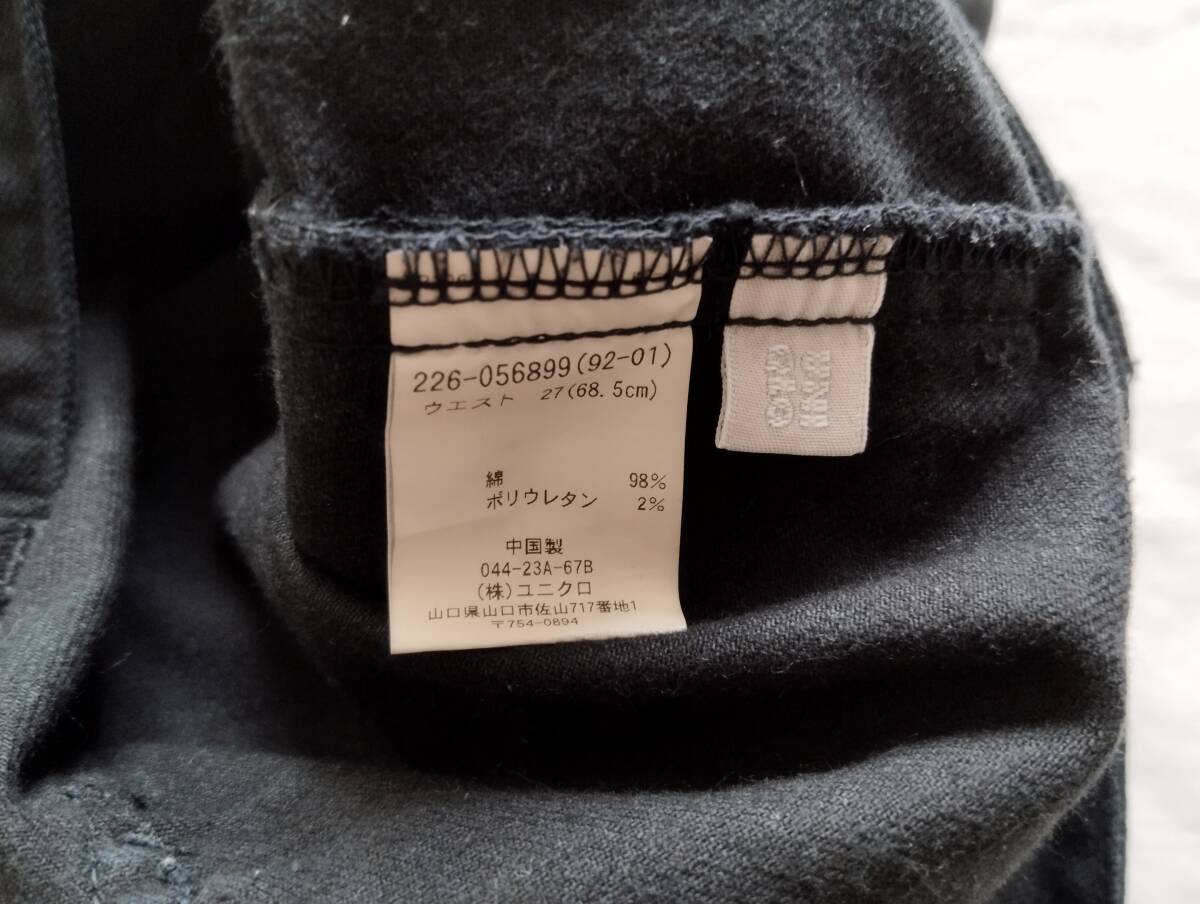 226-056899(92-01)
ウエスト 27(68.5cm)
綿 98%
ポリウレタン 2%
中国製
044-23A-67B
(株)ユニクロ
山口県山口市佐山717番地1
〒754-0894